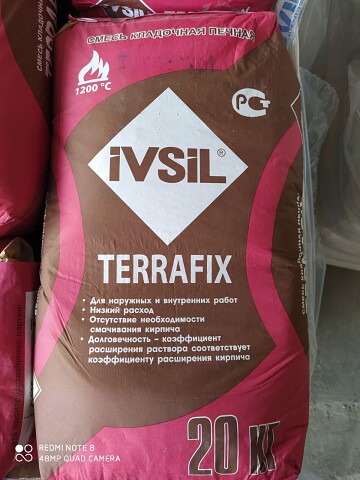 СМЕСЬ КЛАДОЧНАЯ ПЕЧНАЯ
1200 °C
РСТ
IVSIL®
TERRAFIX
• Для наружных и внутренних работ
• Низкий расход
• Отсутствие необходимости
смачивания кирпича
• Долговечность – коэффициент
расширения раствора соответствует
коэффициенту расширения кирпича
20 КГ
REDMI NOTE 8
48MP QUAD CAMERA